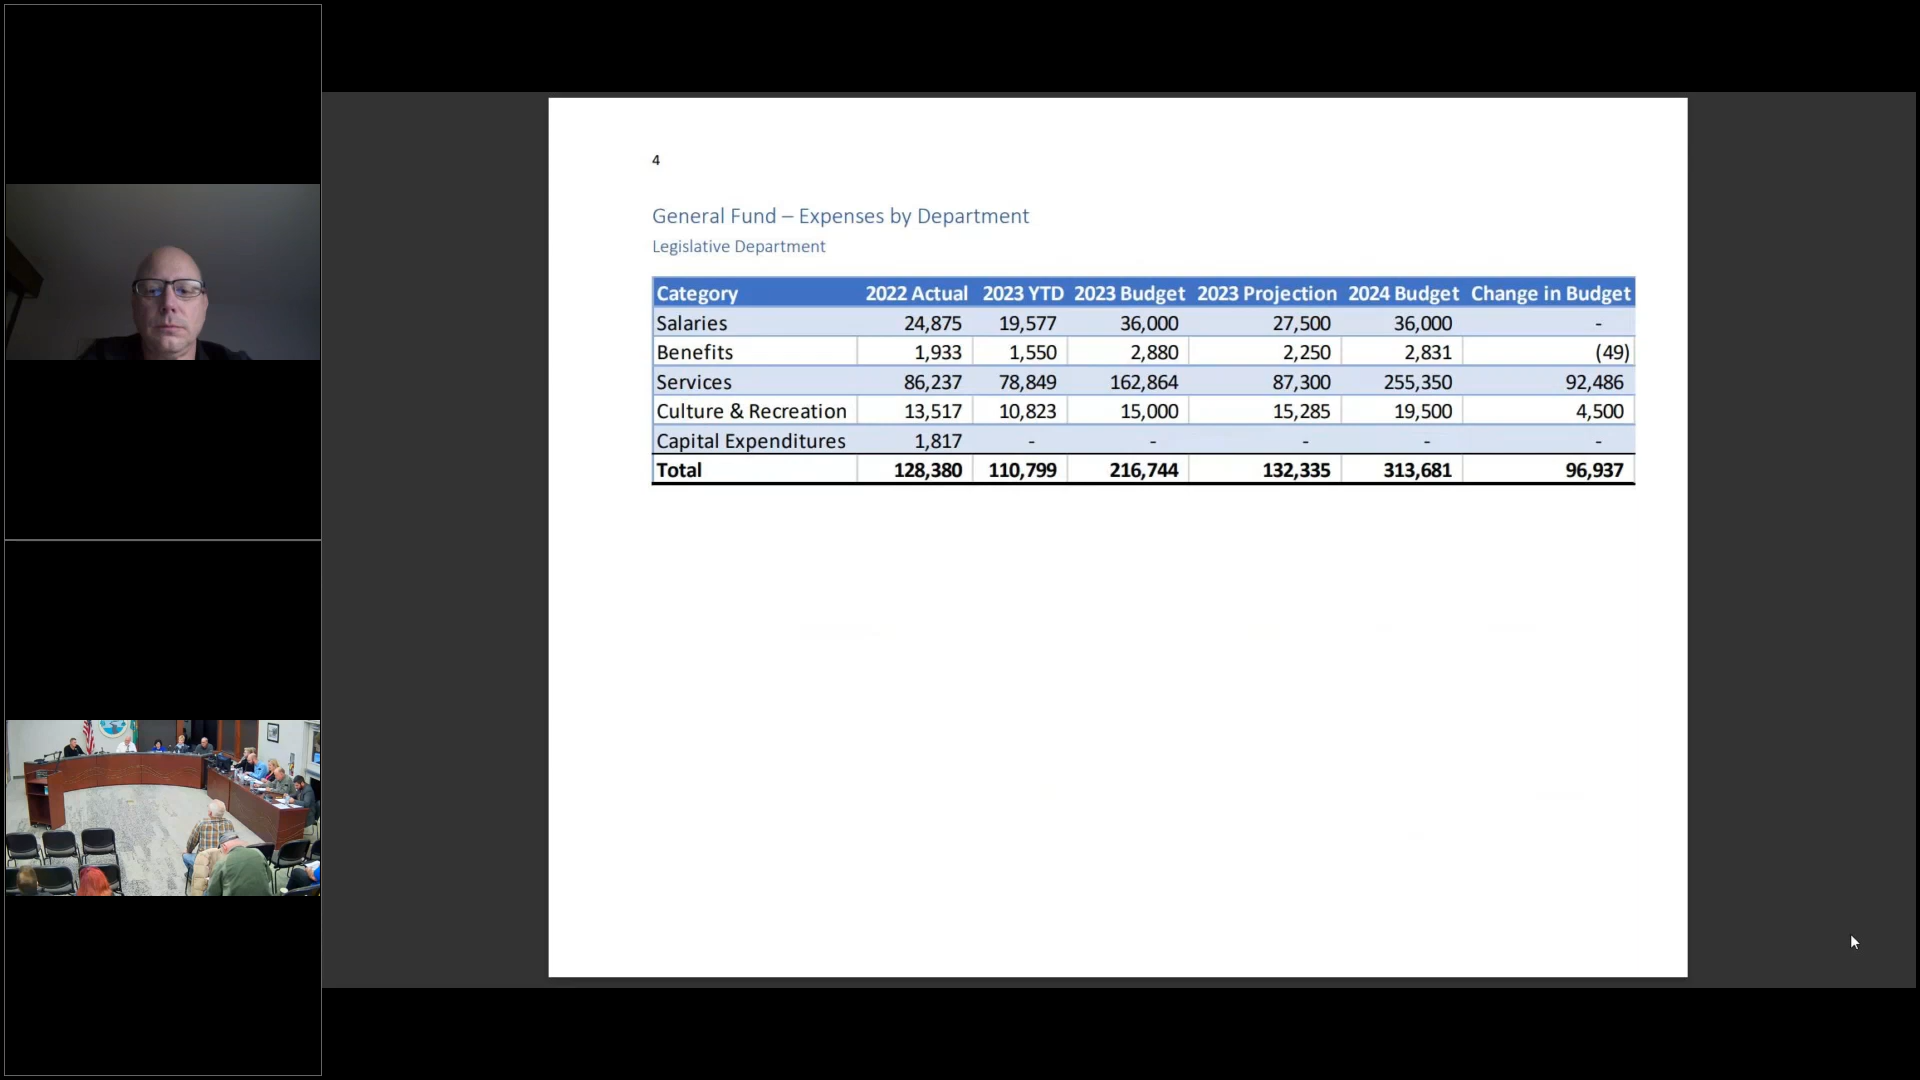 4
General Fund – Expenses by Department
Legislative Department
Category 2022 Actual 2023 YTD 2023 Budget 2023 Projection 2024 Budget Change in Budget
Salaries 24,875 19,577 36,000 27,500 36,000 -
Benefits 1,933 1,550 2,880 2,250 2,831 (49)
Services 86,237 78,849 162,864 87,300 255,350 92,486
Culture & Recreation 13,517 10,823 15,000 15,285 19,500 4,500
Capital Expenditures 1,817 - - - - -
Total 128,380 110,799 216,744 132,335 313,681 96,937